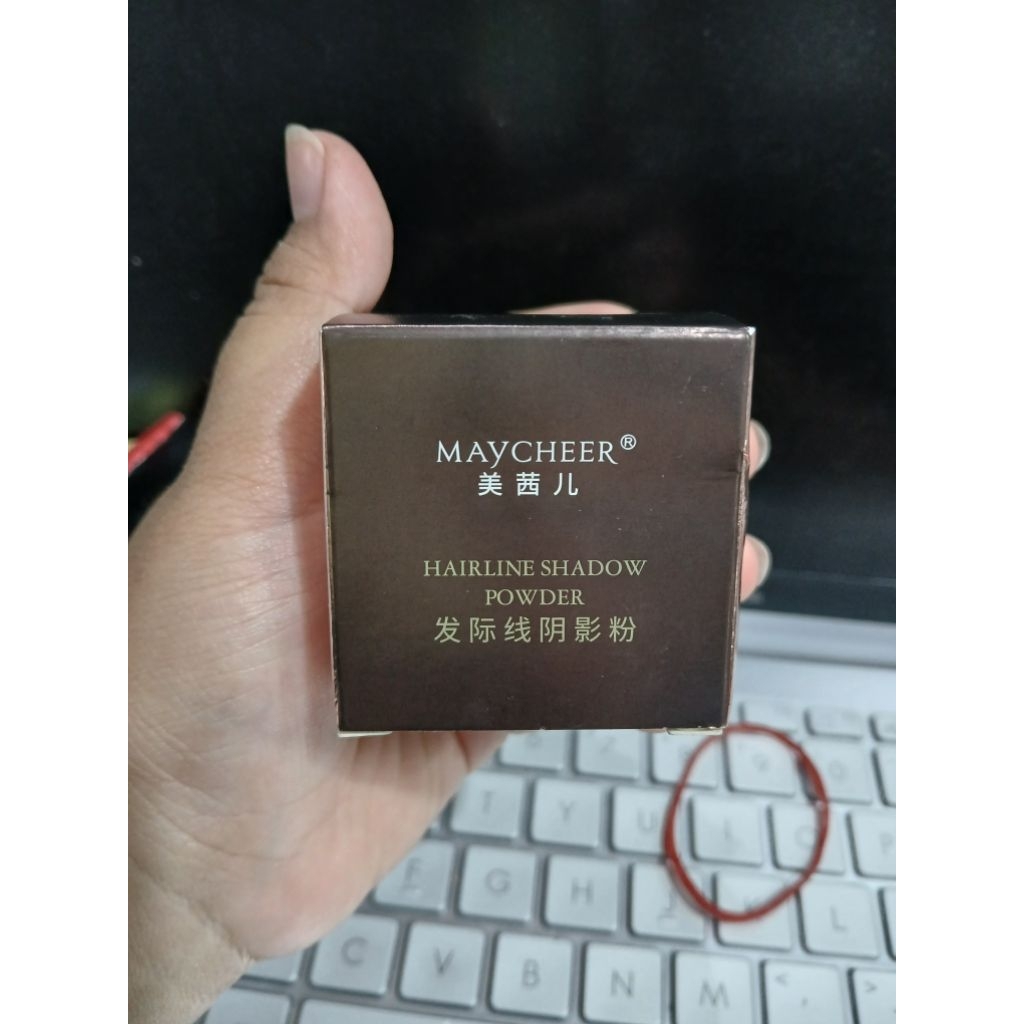 MAYCHEER®
美茜儿
HAIRLINE SHADOW
POWDER
发际线阴影粉
T Y U I O P
F G H J K L
C V B N M < , >